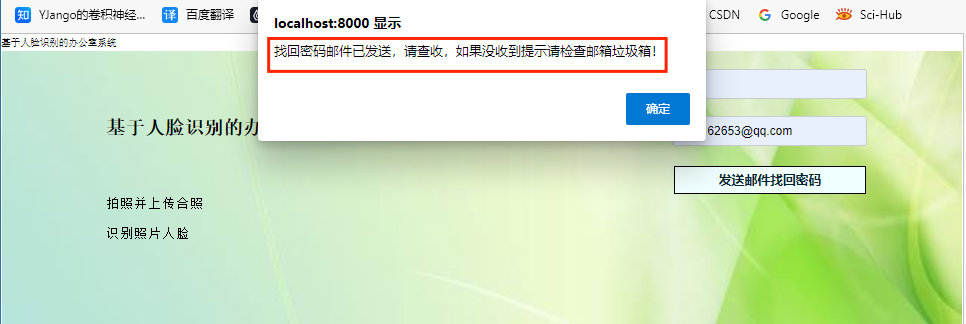 知 YJango的卷积神经...
译 百度翻译
CSDN
Google
Sci-Hub
localhost:8000 显示
找回密码邮件已发送，请查收，如果没收到提示请检查邮箱垃圾箱！
确定
基于人脸识别的办公室系统
基于人脸识别的办
62653@qq.com
发送邮件找回密码
拍照并上传合照
识别照片人脸